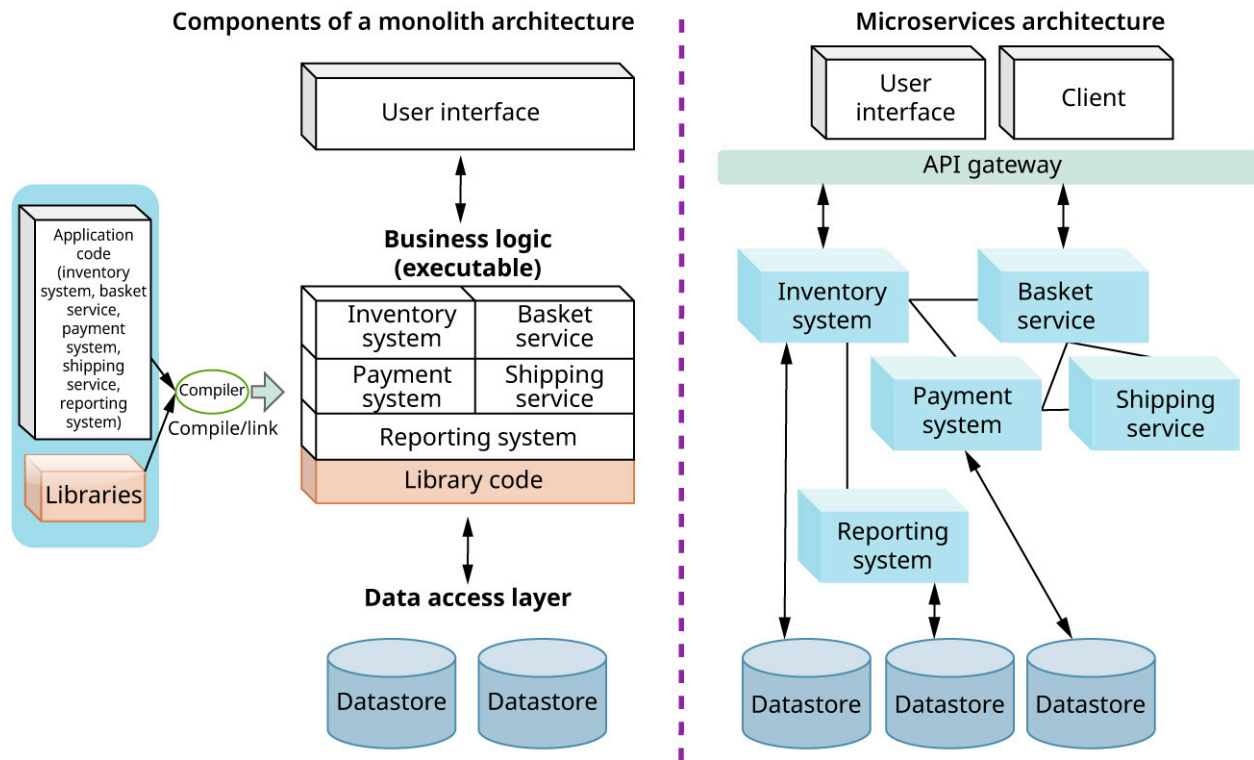 Components of a monolith architecture
User interface
Business logic
(executable)
Application
code
(inventory
system, basket
service,
payment
system,
shipping
service,
reporting
system)
Libraries
Compiler
Compile/link
Inventory
system
Basket
service
Payment
system
Shipping
service
Reporting system
Library code
Data access layer
Datastore
Datastore
Microservices architecture
User
interface
Client
API gateway
Inventory
system
Basket
service
Payment
system
Shipping
service
Reporting
system
Datastore
Datastore
Datastore